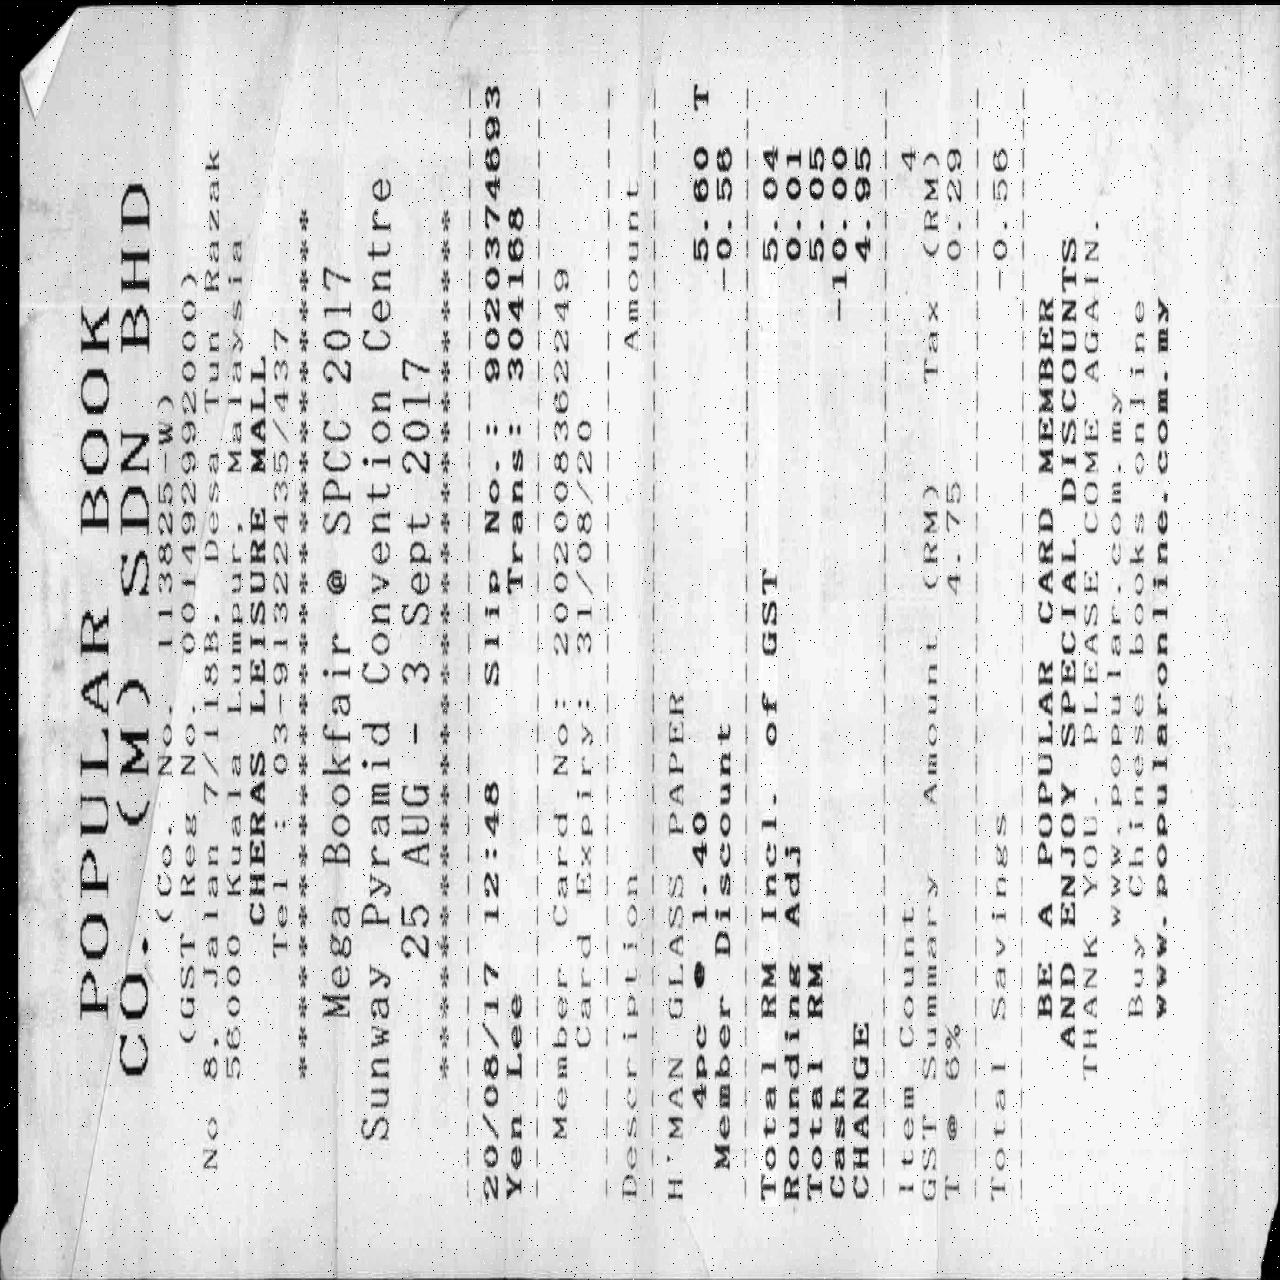 POPULAR BOOK
CO. (M) SDN BHD
(Co. No. 113825-W)
(GST Reg No. 001492992000)
No 8, Jalan 7/118B, Desa Tun Razak
56000 Kuala Lumpur, Malaysia
CHERAS LEISURE MALL
Tel : 03-91322435/437
**************************************
Mega Bookfair @ SPCC 2017
Sunway Pyramid Convention Centre
25 AUG - 3 Sept 2017
**************************************
20/08/17 12:48 Slip No.: 9020374693
Yen Lee Trans: 304168
Member Card No: 2002008362249
Card Expiry: 31/08/20
Description Amount
H'MAN GLASS PAPER
4pc @ 1.40 5.60 T
Member Discount -0.56
Total RM Incl. of GST 5.04
Rounding Adj 0.01
Total RM 5.05
Cash -10.00
CHANGE 4.95
Item Count 4
GST Summary Amount (RM) Tax (RM)
T @ 6% 4.75 0.29
Total Savings -0.56
BE A POPULAR CARD MEMBER
AND ENJOY SPECIAL DISCOUNTS
THANK YOU. PLEASE COME AGAIN.
www.popular.com.my
Buy Chinese books online
www.popularonline.com.my